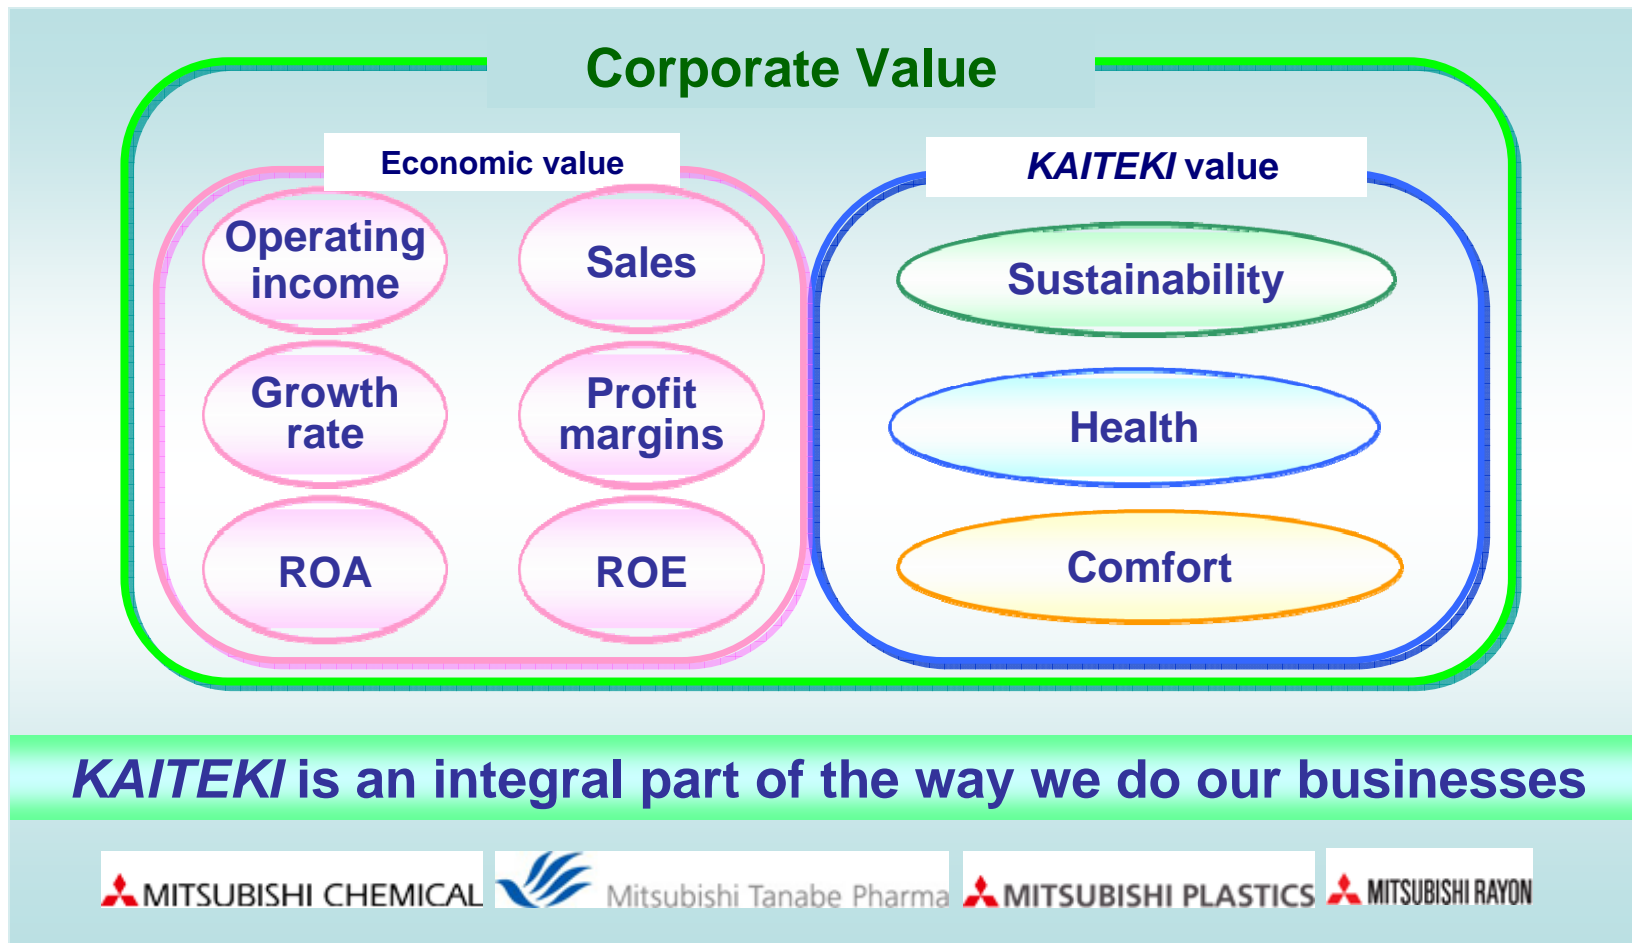 Corporate Value
Economic value
KAITEKI value
Operating
income
Sales
Growth
rate
Profit
margins
ROA
ROE
Sustainability
Health
Comfort
KAITEKI is an integral part of the way we do our businesses
MITSUBISHI CHEMICAL
Mitsubishi Tanabe Pharma
MITSUBISHI PLASTICS
MITSUBISHI RAYON